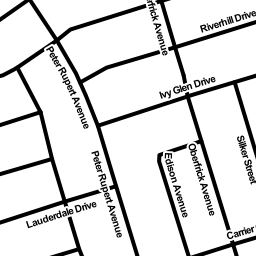 Riverhill Drive
Peter Rupert Avenue
Ivy Glen Drive
Silker Street
Oberfrick Avenue
Edison Avenue
Peter Rupert Avenue
Lauderdale Drive
Carrier
Avenue